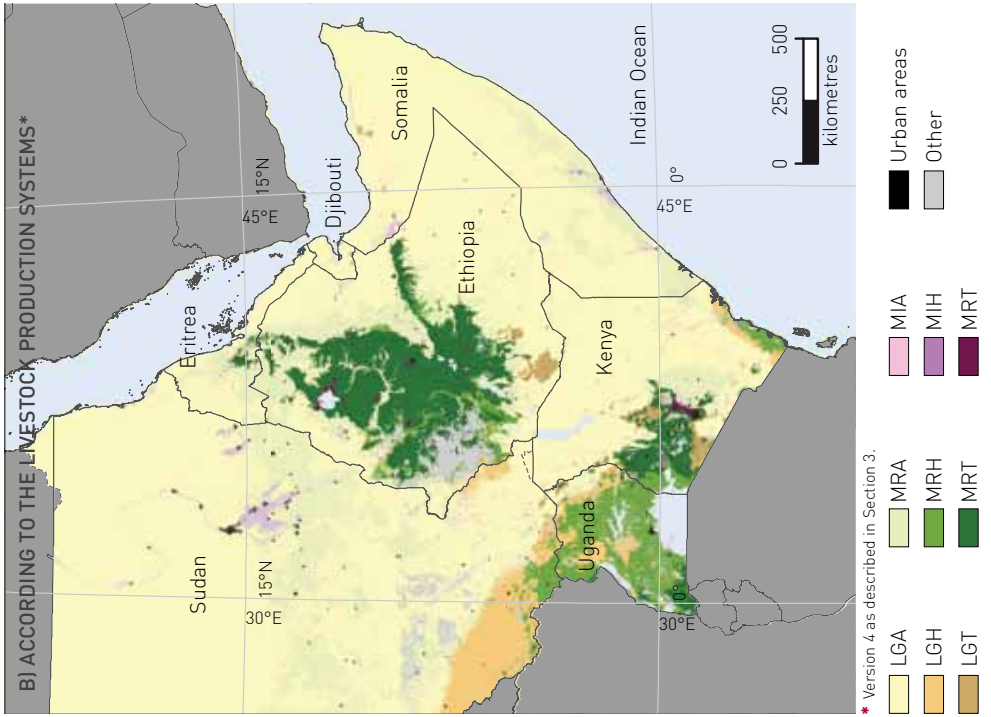 B) ACCORDING TO THE LIVESTOCK PRODUCTION SYSTEMS*
Eritrea
15°N
45°E
Djibouti
Somalia
Sudan
15°N
30°E
Ethiopia
Kenya
Uganda
0°
30°E
0°
45°E
Indian Ocean
0 250 500
kilometres
* Version 4 as described in Section 3.
LGA MRA MIA Urban areas
LGH MRH MIH Other
LGT MRT MRT